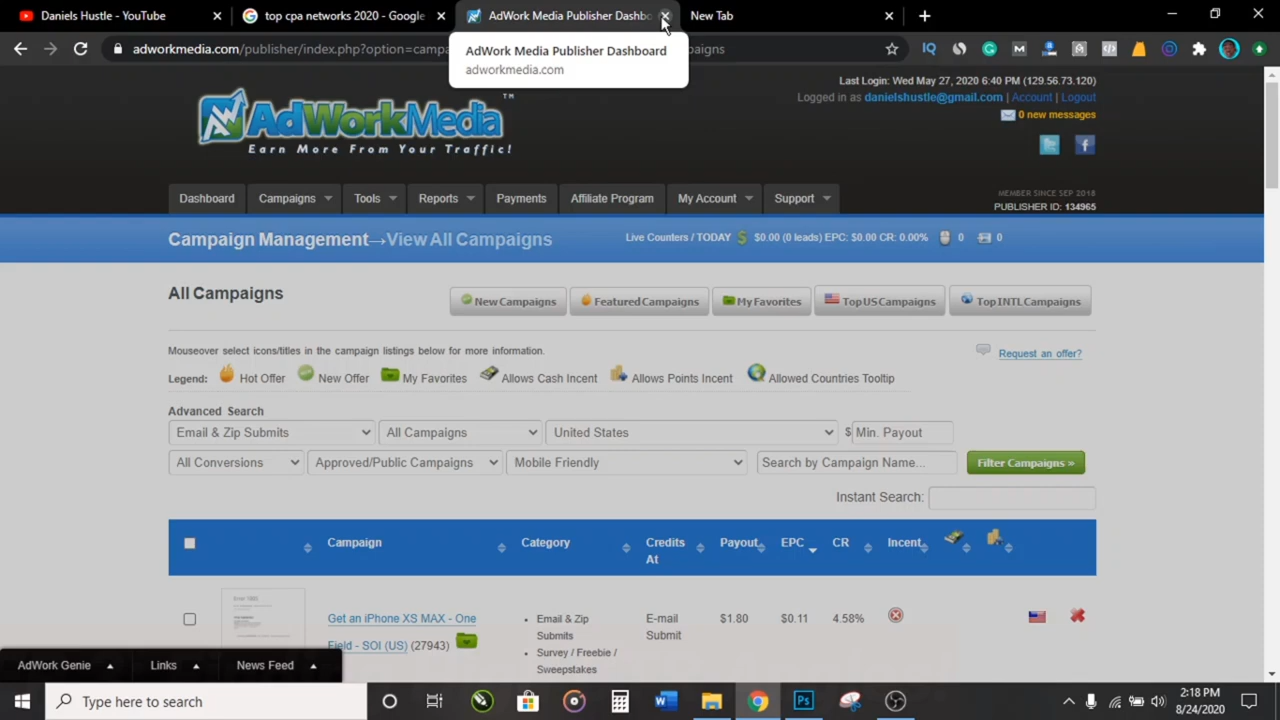 Daniels Hustle - YouTube
top cpa networks 2020 - Google
AdWork Media Publisher Dashbo
New Tab
adworkmedia.com/publisher/index.php?option=campa
aigns
AdWork Media Publisher Dashboard
adworkmedia.com
Last Login: Wed May 27, 2020 6:40 PM (129.56.73.120)
Logged in as danielshustle@gmail.com | Account | Logout
0 new messages
AdWorkMedia™
Earn More From Your Traffic!
Dashboard Campaigns Tools Reports Payments Affiliate Program My Account Support
MEMBER SINCE SEP 2018
PUBLISHER ID: 134965
Campaign Management→View All Campaigns
Live Counters / TODAY $ $0.00 (0 leads) EPC: $0.00 CR: 0.00% 0 0
All Campaigns
New Campaigns Featured Campaigns My Favorites Top US Campaigns Top INTL Campaigns
Mouseover select icons/titles in the campaign listings below for more information.
Request an offer?
Legend: Hot Offer New Offer My Favorites Allows Cash Incent Allows Points Incent Allowed Countries Tooltip
Advanced Search
Email & Zip Submits All Campaigns United States $ Min. Payout
All Conversions Approved/Public Campaigns Mobile Friendly Search by Campaign Name... Filter Campaigns »
Instant Search:
Campaign Category Credits At Payout EPC CR Incent
Get an iPhone XS MAX - One Field - SOI (US) (27943)
Email & Zip Submits
Survey / Freebie / Sweepstakes
E-mail Submit
$1.80 $0.11 4.58%
AdWork Genie Links News Feed
Type here to search
2:18 PM
8/24/2020